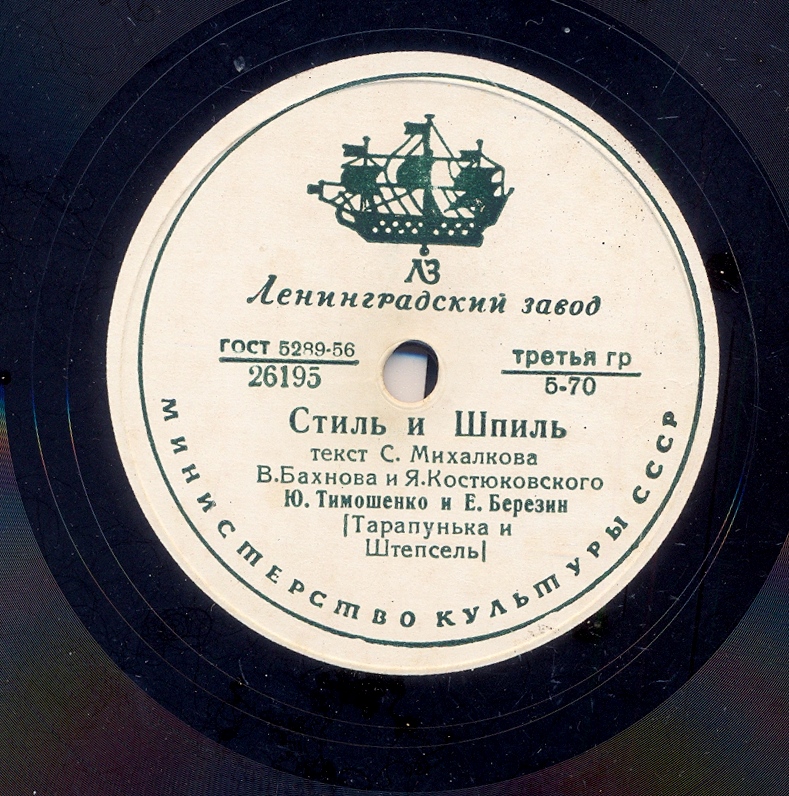 ЛЗ
Ленинградский завод
ГОСТ 5289-56
26195
третья гр
5-70
Стиль и Шпиль
текст С. Михалкова
В.Бахнова и Я.Костюковского
Ю. Тимошенко и Е. Березин
(Тарапунька и
Штепсель)
МИНИСТЕРСТВО КУЛЬТУРЫ СССР